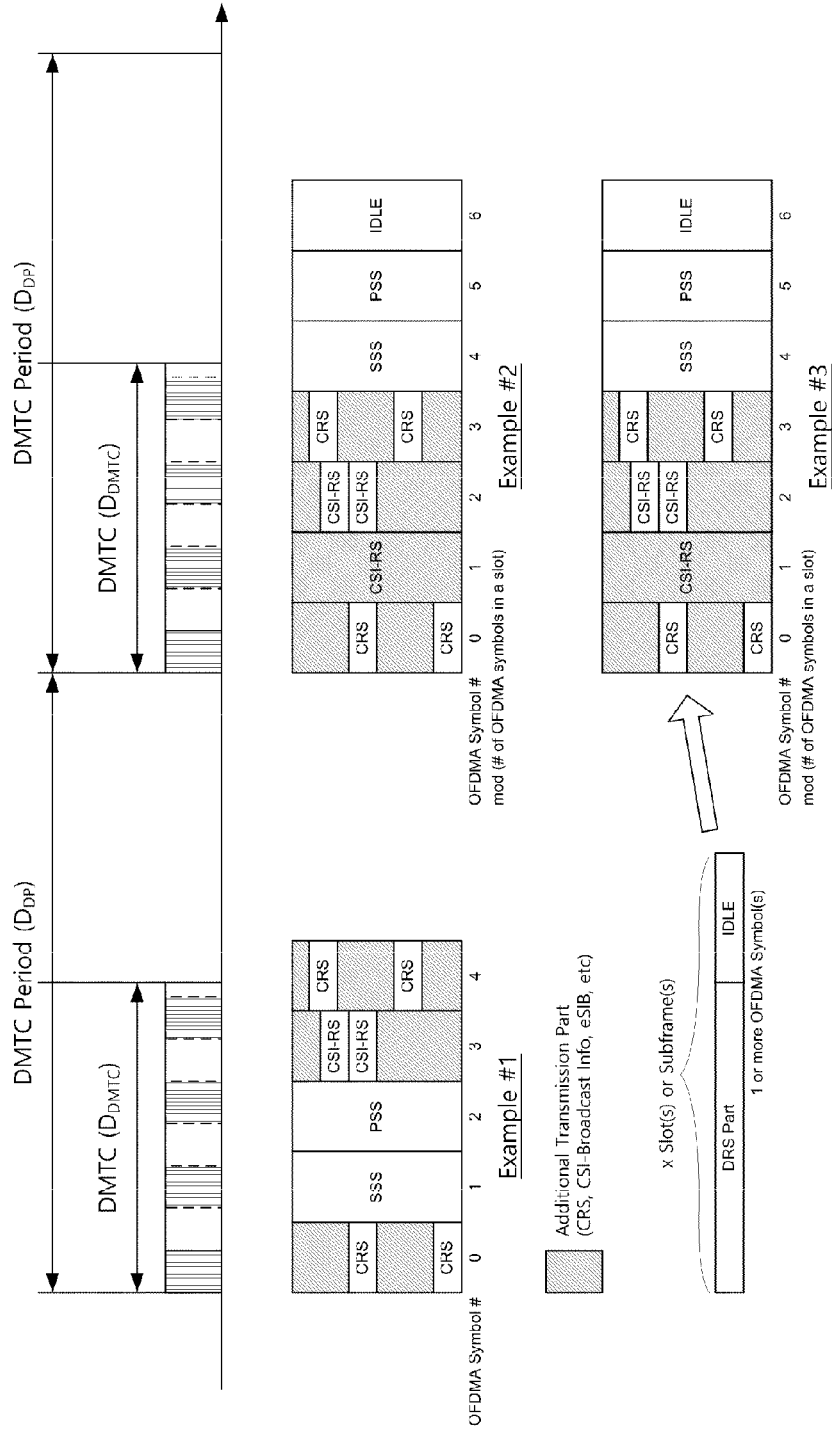 DMTC Period (DDP)
DMTC Period (DDP)
DMTC (DDMTC)
DMTC (DDMTC)
CRS
CRS
SSS
PSS
CSI-RS
CSI-RS
CRS
CRS
OFDMA Symbol #
0
1
2
3
4
Example #1
CRS
CRS
CSI-RS
CSI-RS
CSI-RS
CRS
CRS
SSS
PSS
IDLE
OFDMA Symbol #
mod (# of OFDMA symbols in a slot)
0
1
2
3
4
5
6
Example #2
Additional Transmission Part
(CRS, CSI-Broadcast Info, eSIB, etc)
x Slot(s) or Subframe(s)
DRS Part
IDLE
1 or more OFDMA Symbol(s)
CRS
CRS
CSI-RS
CSI-RS
CSI-RS
CRS
CRS
SSS
PSS
IDLE
OFDMA Symbol #
mod (# of OFDMA symbols in a slot)
0
1
2
3
4
5
6
Example #3